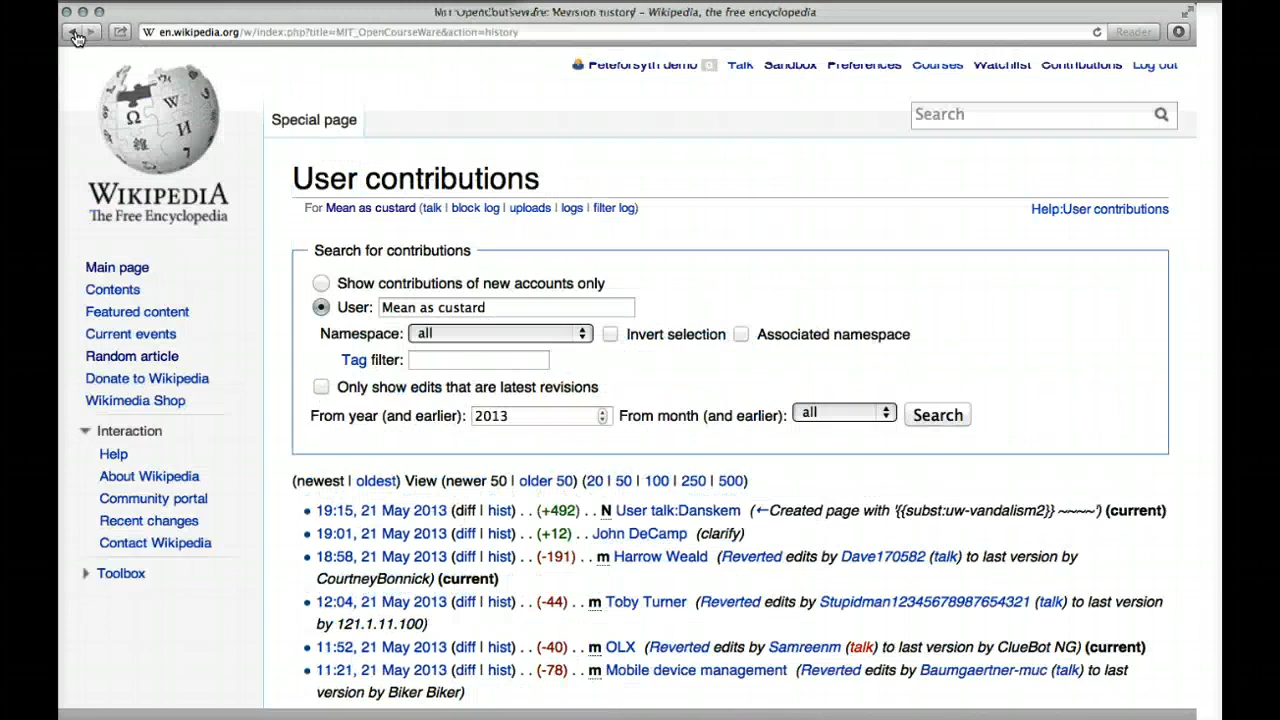 MIT OpenCourseWare: Revision history - Wikipedia, the free encyclopedia
W en.wikipedia.org/w/index.php?title=MIT_OpenCourseWare&action=history
Reader
Peteforsyth demo 0 Talk Sandbox Preferences Courses Watchlist Contributions Log out
Special page
Search
WIKIPEDIA
The Free Encyclopedia
Main page
Contents
Featured content
Current events
Random article
Donate to Wikipedia
Wikimedia Shop
Interaction
Help
About Wikipedia
Community portal
Recent changes
Contact Wikipedia
Toolbox
User contributions
For Mean as custard (talk | block log | uploads | logs | filter log)
Help:User contributions
Search for contributions
Show contributions of new accounts only
User: Mean as custard
Namespace: all Invert selection Associated namespace
Tag filter:
Only show edits that are latest revisions
From year (and earlier): 2013 From month (and earlier): all Search
(newest | oldest) View (newer 50 | older 50) (20 | 50 | 100 | 250 | 500)
19:15, 21 May 2013 (diff | hist) . . (+492) . . N User talk:Danskem (←Created page with '{{subst:uw-vandalism2}} ~~~~') (current)
19:01, 21 May 2013 (diff | hist) . . (+12) . . John DeCamp (clarify)
18:58, 21 May 2013 (diff | hist) . . (-191) . . m Harrow Weald (Reverted edits by Dave170582 (talk) to last version by
CourtneyBonnick) (current)
12:04, 21 May 2013 (diff | hist) . . (-44) . . m Toby Turner (Reverted edits by Stupidman12345678987654321 (talk) to last version
by 121.1.11.100)
11:52, 21 May 2013 (diff | hist) . . (-40) . . m OLX (Reverted edits by Samreenm (talk) to last version by ClueBot NG) (current)
11:21, 21 May 2013 (diff | hist) . . (-78) . . m Mobile device management (Reverted edits by Baumgaertner-muc (talk) to last
version by Biker Biker)